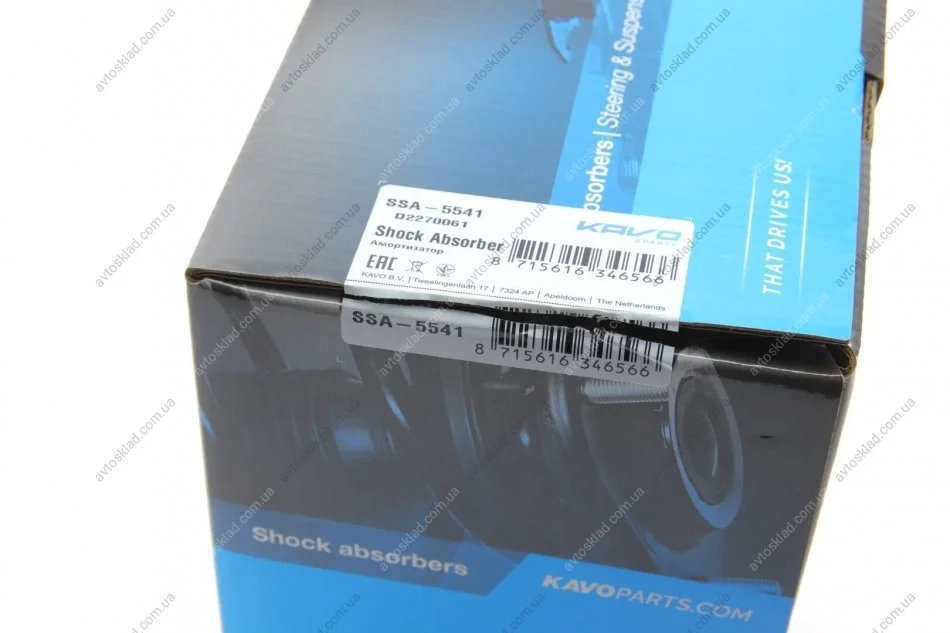 osorbers | Steering & Suspens
THAT DRIVES US!
SSA-5541
D2270061
KAVO
PARTS
Shock Absorber
Амортизатор
8 715616 346566
EAC
KAVO B.V. | Tweelingenlaan 17 | 7324 AP | Apeldoorn | The Netherlands
SSA-5541
8 715616 346566
Shock absorbers
KAVOPARTS.COM
avtosklad.com.ua